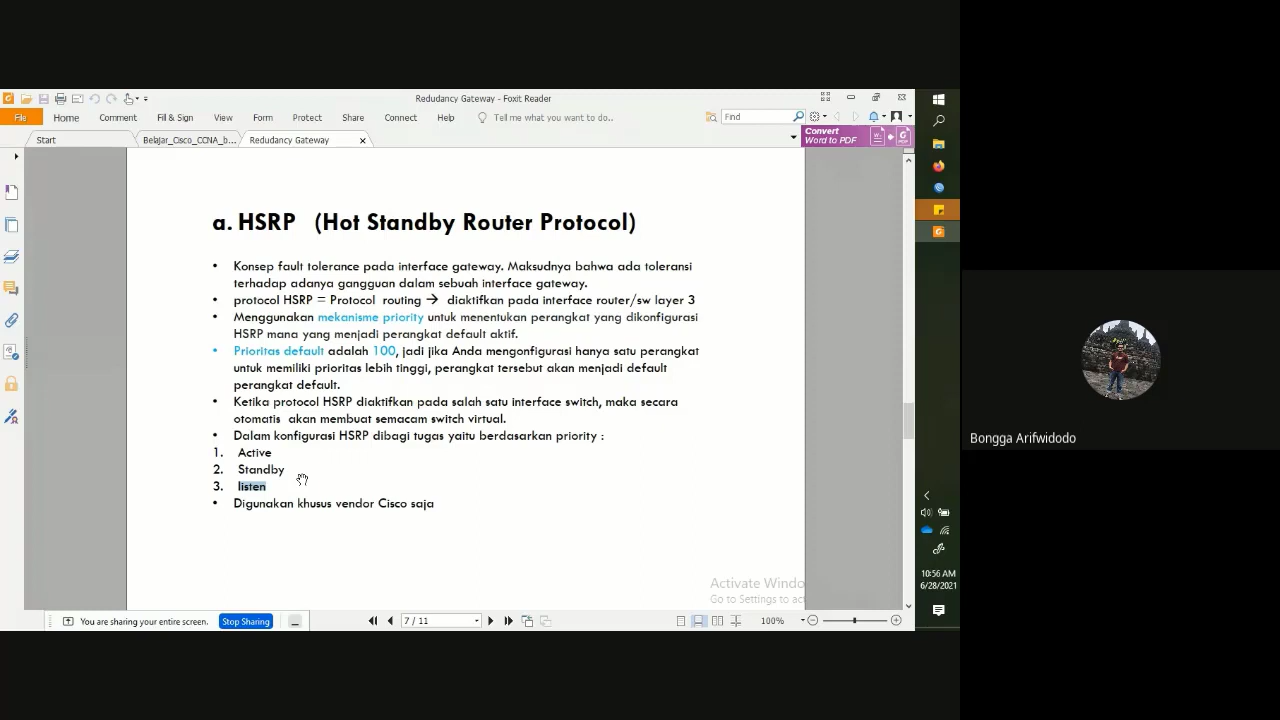 Redudancy Gateway - Foxit Reader
File Home Comment Fill & Sign View Form Protect Share Connect Help Tell me what you want to do.. Find
Start Belajar_Cisco_CCNA_b... Redudancy Gateway
Convert
Word to PDF
a. HSRP (Hot Standby Router Protocol)
• Konsep fault tolerance pada interface gateway. Maksudnya bahwa ada toleransi
terhadap adanya gangguan dalam sebuah interface gateway.
• protocol HSRP = Protocol routing → diaktifkan pada interface router/sw layer 3
• Menggunakan mekanisme priority untuk menentukan perangkat yang dikonfigurasi
HSRP mana yang menjadi perangkat default aktif.
• Prioritas default adalah 100, jadi jika Anda mengonfigurasi hanya satu perangkat
untuk memiliki prioritas lebih tinggi, perangkat tersebut akan menjadi default
perangkat default.
• Ketika protocol HSRP diaktifkan pada salah satu interface switch, maka secara
otomatis akan membuat semacam switch virtual.
• Dalam konfigurasi HSRP dibagi tugas yaitu berdasarkan priority :
1. Active
2. Standby
3. listen
• Digunakan khusus vendor Cisco saja
Activate Windo
Go to Settings to act
You are sharing your entire screen. Stop Sharing
7 / 11
100%
10:56 AM
6/28/2021
Bongga Arifwidodo